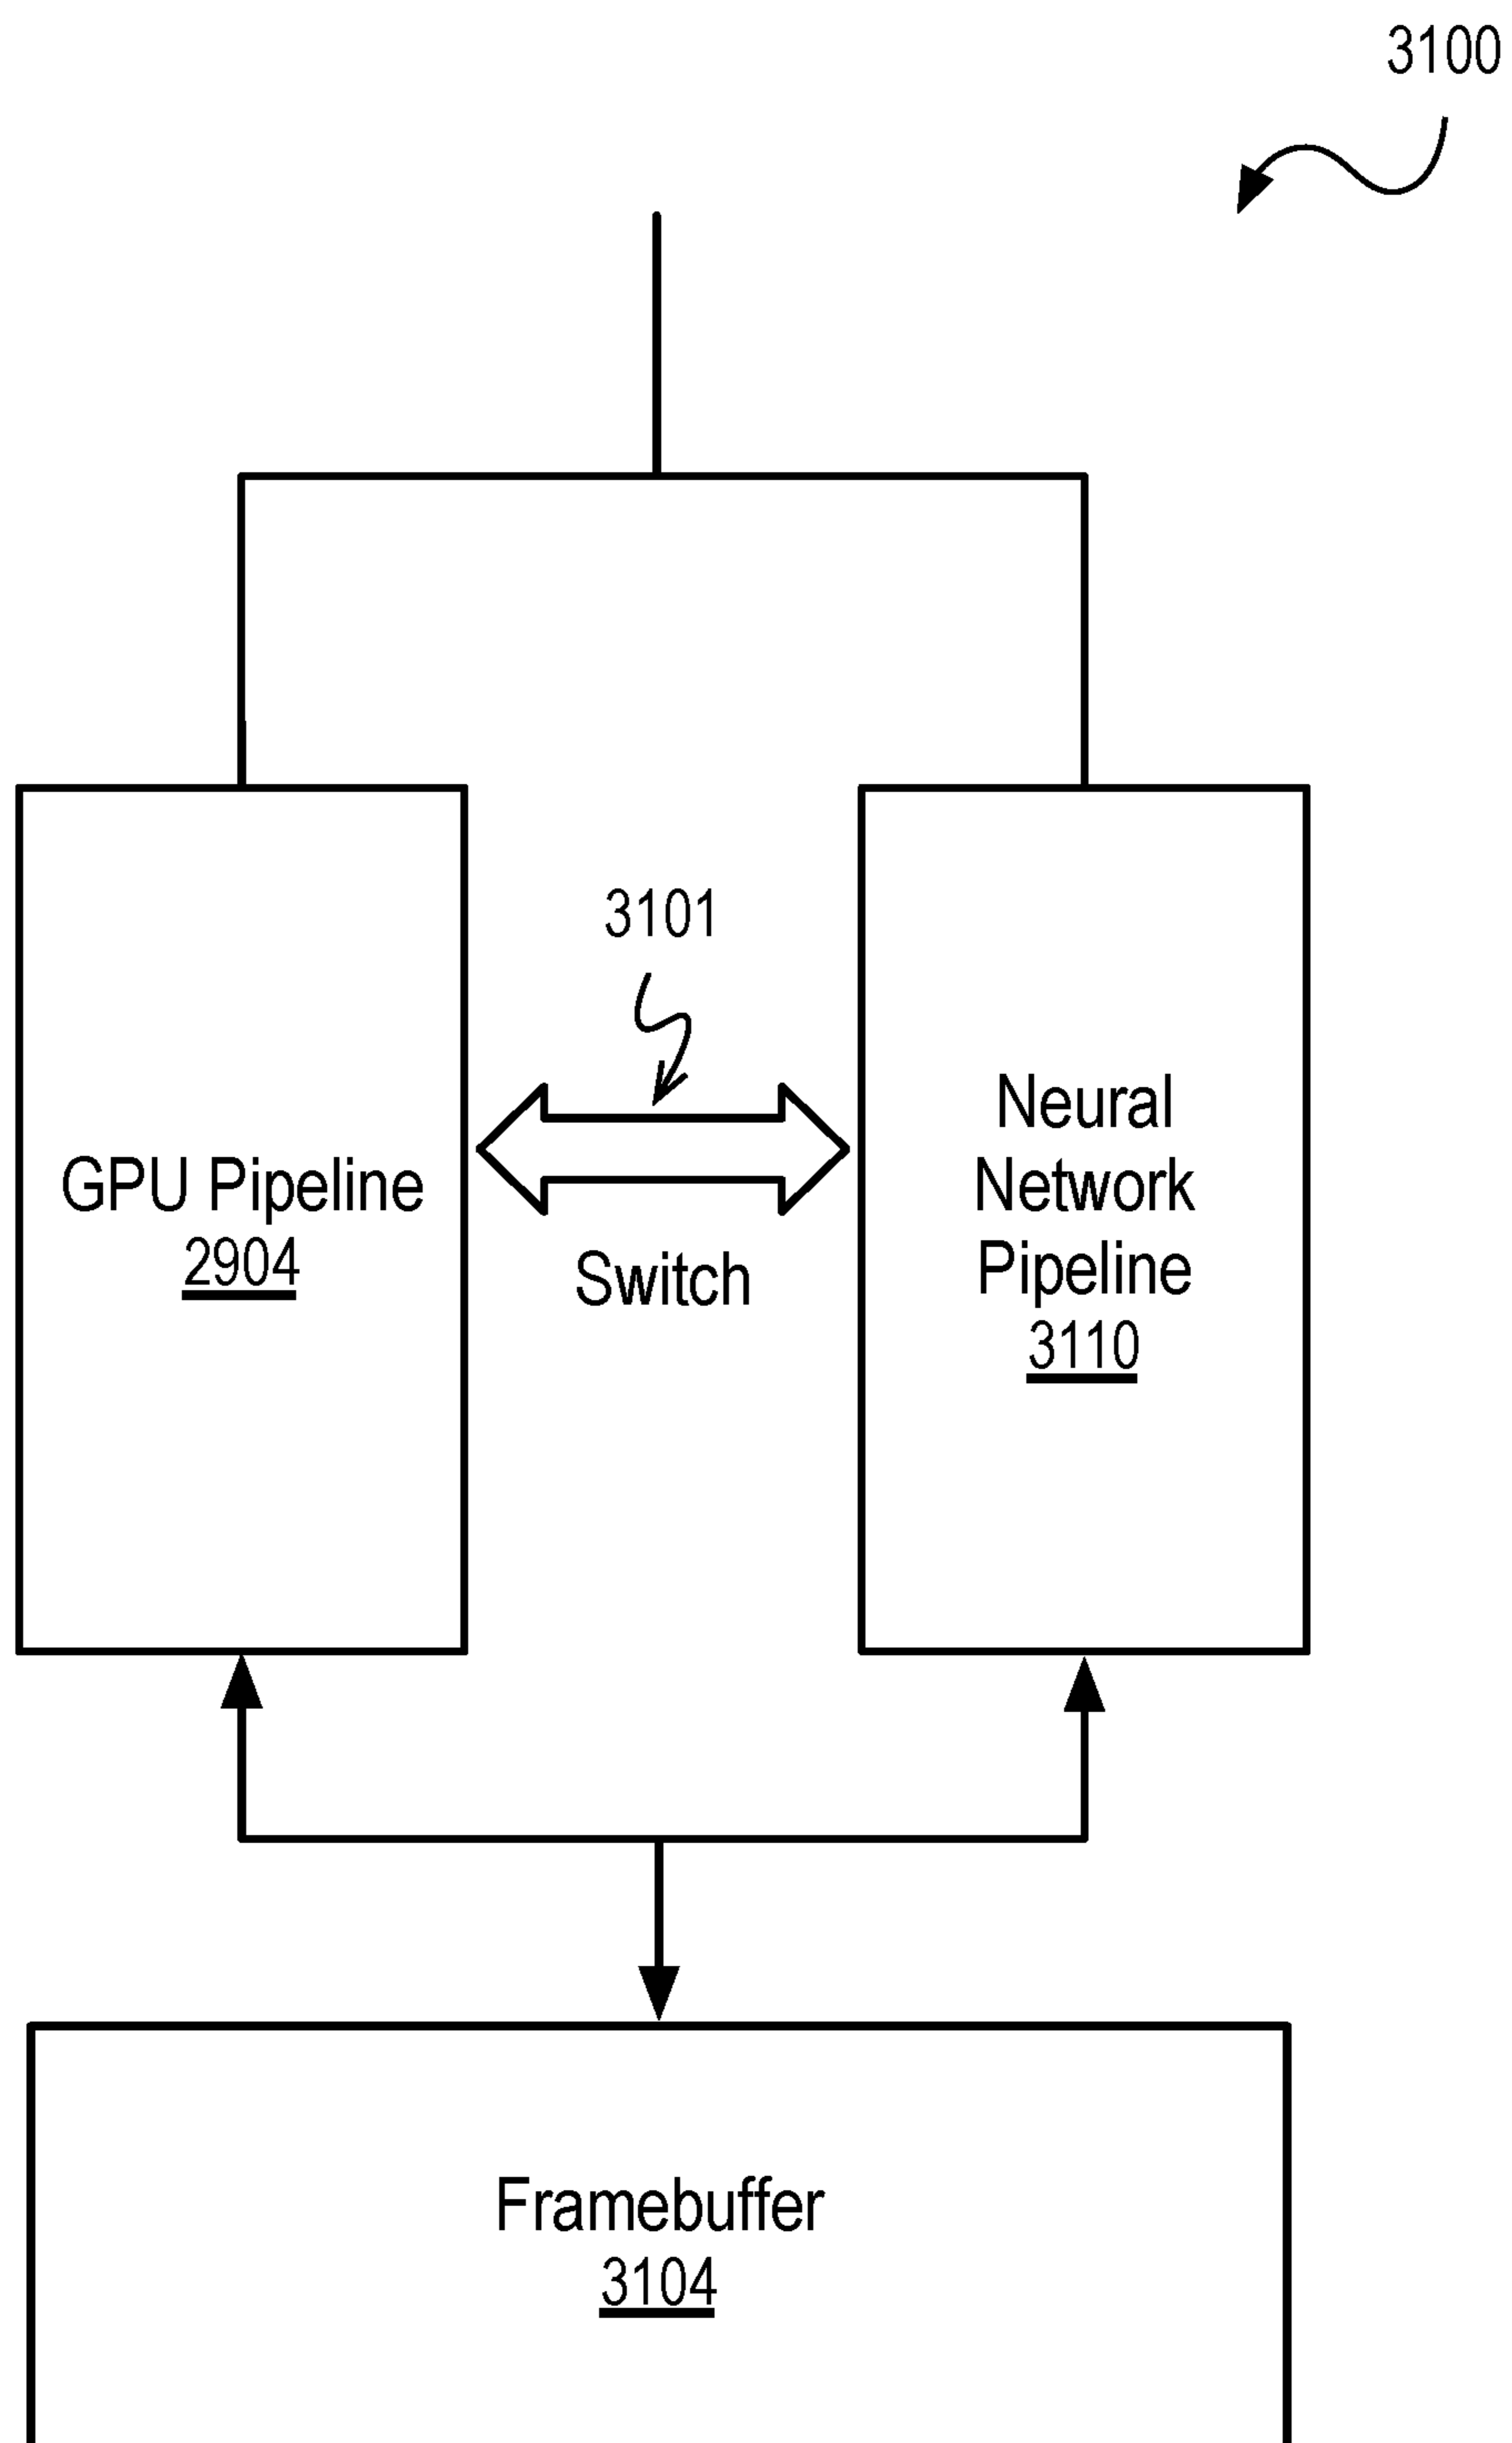 3100
3101
GPU Pipeline
2904
Switch
Neural
Network
Pipeline
3110
Framebuffer
3104